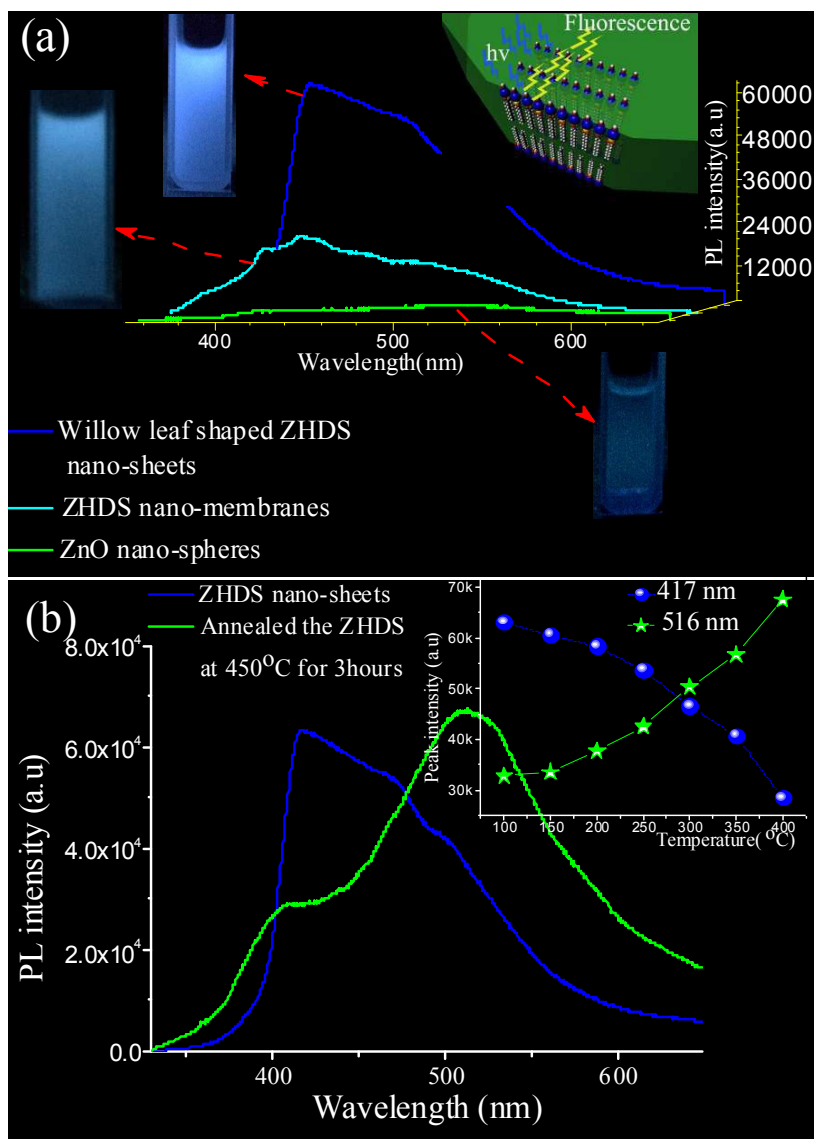 (a)
Fluorescence
hv
60000
48000
36000
24000
12000
PL intensity(a.u)
400
500
600
Wavelength(nm)
Willow leaf shaped ZHDS
nano-sheets
ZHDS nano-membranes
ZnO nano-spheres
(b)
ZHDS nano-sheets
Annealed the ZHDS
at 450⁰C for 3hours
8.0x10⁴
6.0x10⁴
4.0x10⁴
2.0x10⁴
0.0
PL intensity (a.u)
400
500
600
Wavelength (nm)
417 nm
516 nm
70k
60k
50k
40k
30k
Peak intensity (a.u)
100 150 200 250 300 350 400
Temperature( ⁰C)